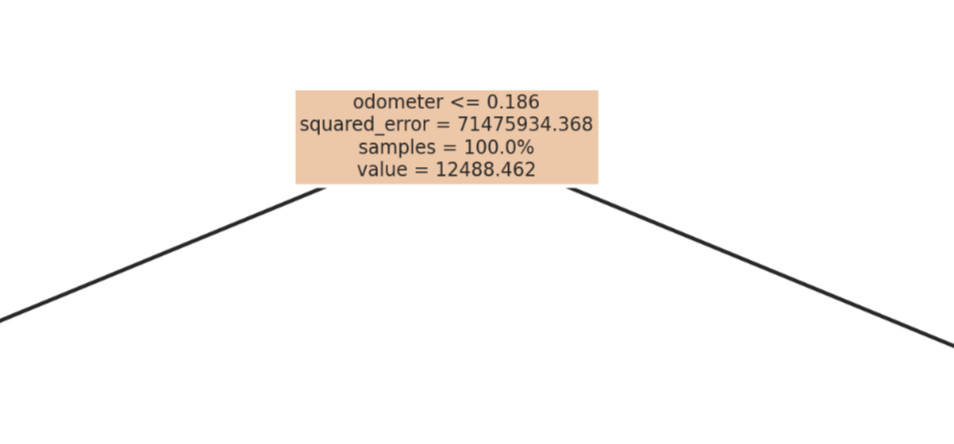 odometer <= 0.186
squared_error = 71475934.368
samples = 100.0%
value = 12488.462